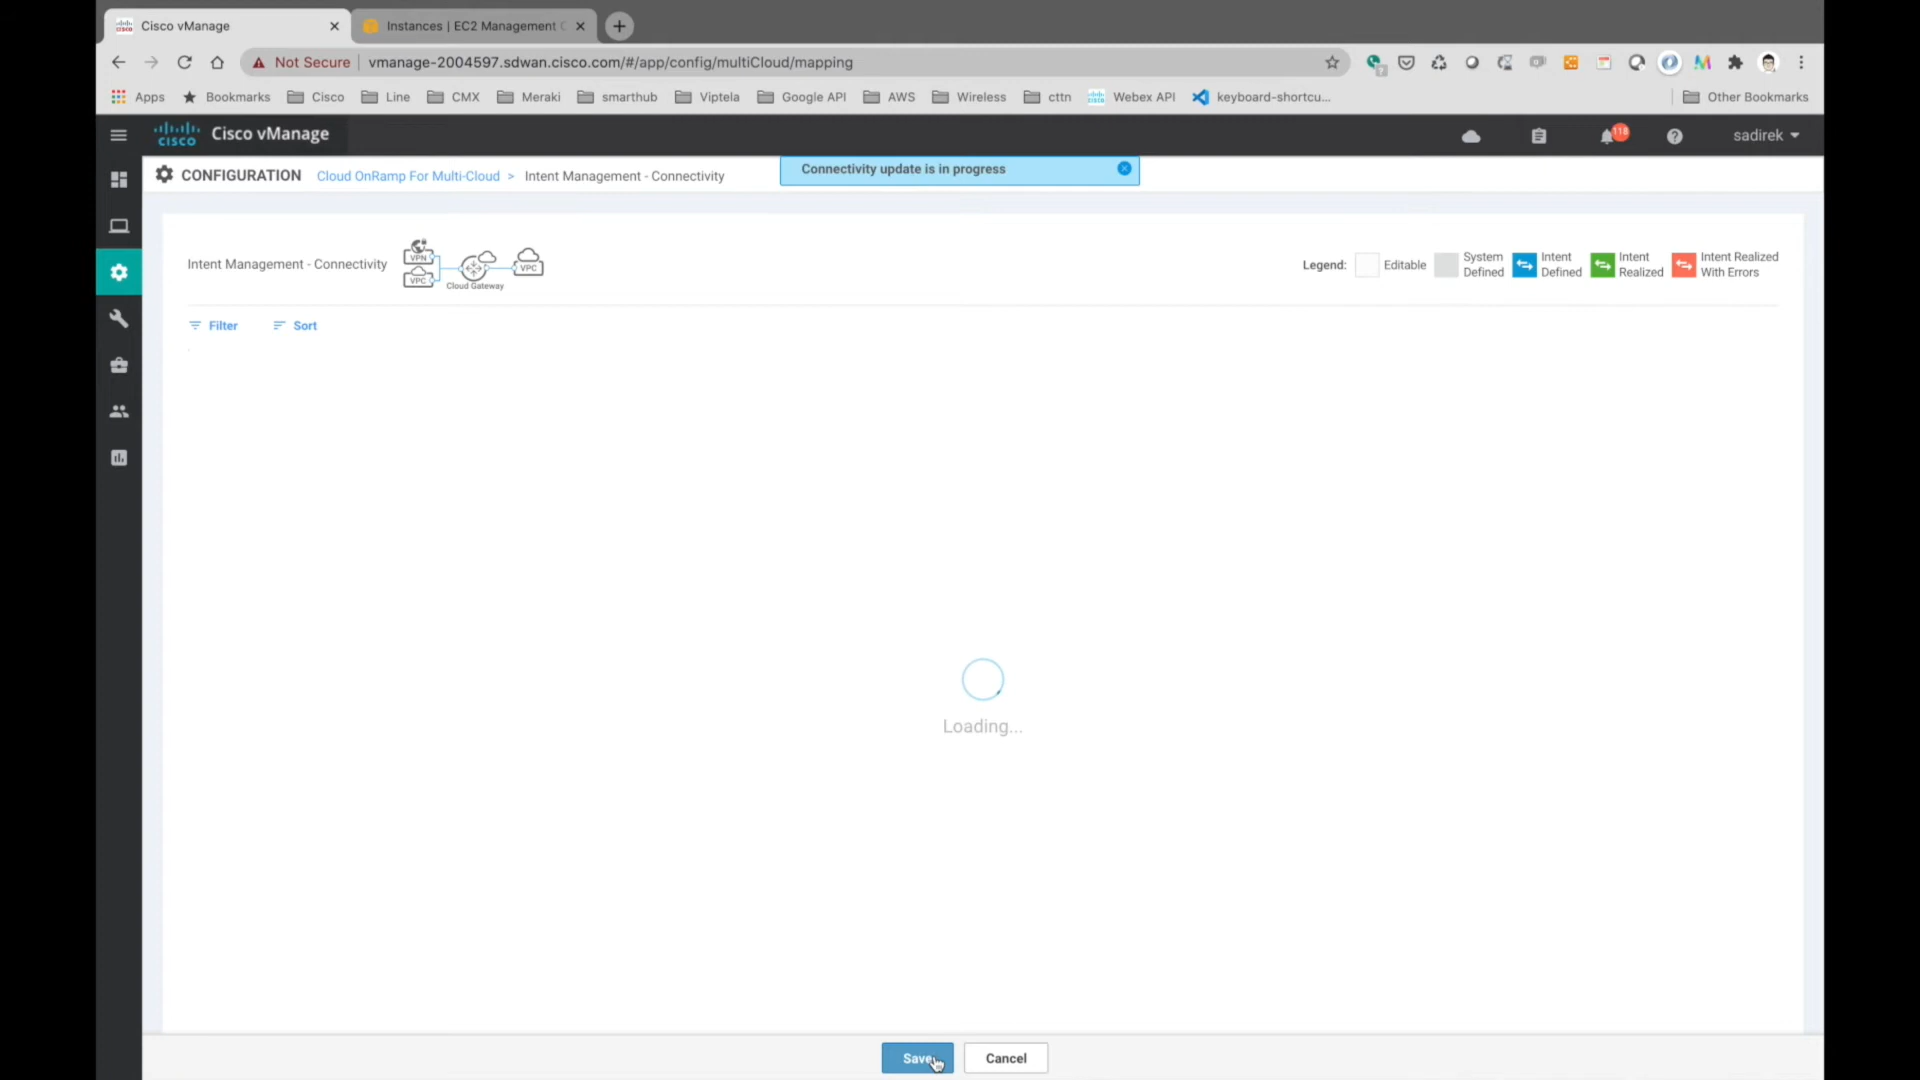 Cisco vManage
Instances | EC2 Management
Not Secure
vmanage-2004597.sdwan.cisco.com/#/app/config/multiCloud/mapping
Apps Bookmarks Cisco Line CMX Meraki smarthub Viptela Google API AWS Wireless cttn Webex API keyboard-shortcu... Other Bookmarks
CISCO Cisco vManage
118
sadirek
CONFIGURATION Cloud OnRamp For Multi-Cloud > Intent Management - Connectivity
Connectivity update is in progress
Intent Management - Connectivity
VPN
VPC
Cloud Gateway
VPC
Legend: Editable
System
Defined
Intent
Defined
Intent
Realized
Intent Realized
With Errors
Filter Sort
Loading...
Save Cancel